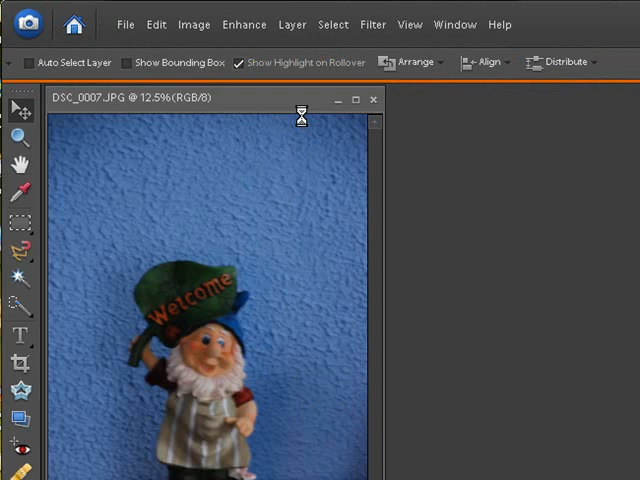 File Edit Image Enhance Layer Select Filter View Window Help
Auto Select Layer Show Bounding Box Show Highlight on Rollover Arrange Align Distribute
DSC_0007.JPG @ 12.5%(RGB/8)
Welcome
T